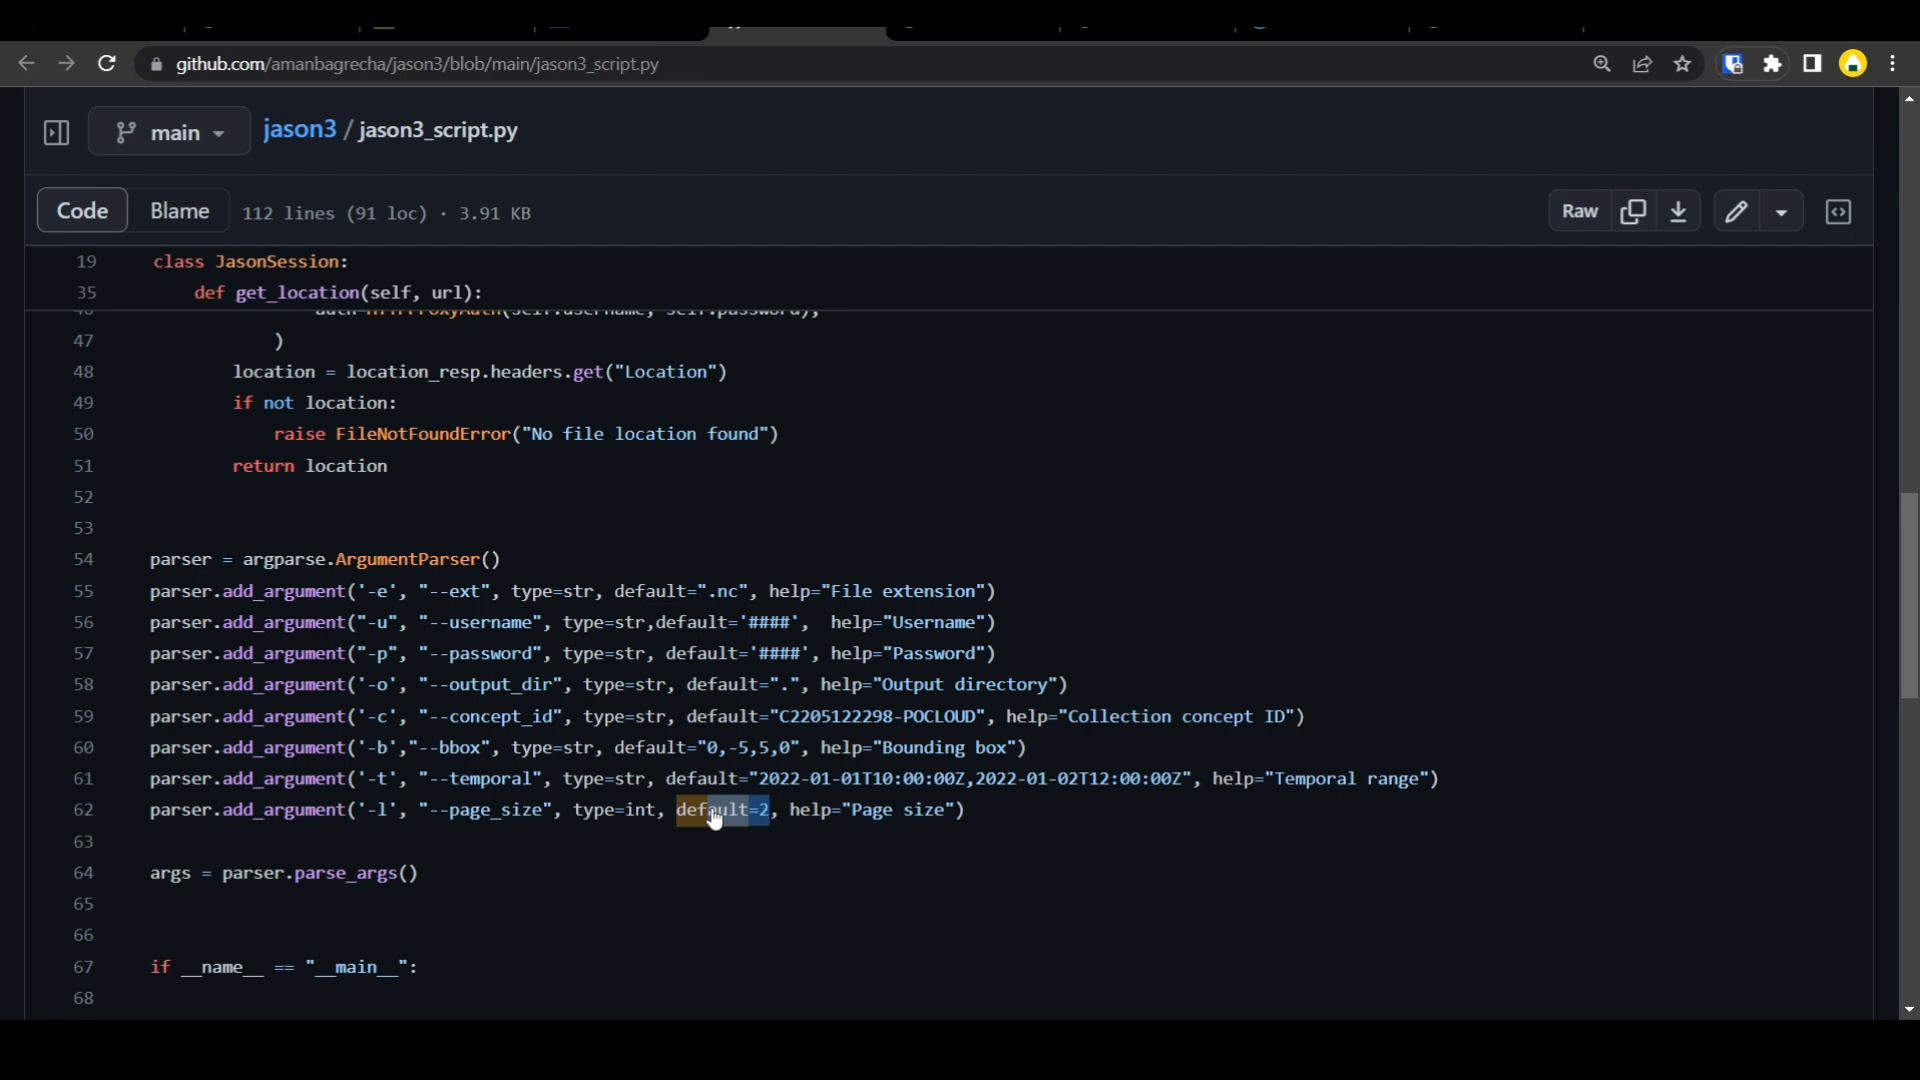 github.com/amanbagrecha/jason3/blob/main/jason3_script.py
main jason3 / jason3_script.py
Code Blame 112 lines (91 loc) · 3.91 KB Raw
19 class JasonSession:
35 def get_location(self, url):
47 )
48 location = location_resp.headers.get("Location")
49 if not location:
50 raise FileNotFoundError("No file location found")
51 return location
52
53
54 parser = argparse.ArgumentParser()
55 parser.add_argument('-e', "--ext", type=str, default=".nc", help="File extension")
56 parser.add_argument("-u", "--username", type=str,default='####', help="Username")
57 parser.add_argument("-p", "--password", type=str, default='####', help="Password")
58 parser.add_argument('-o', "--output_dir", type=str, default=".", help="Output directory")
59 parser.add_argument('-c', "--concept_id", type=str, default="C2205122298-POCLOUD", help="Collection concept ID")
60 parser.add_argument('-b',"--bbox", type=str, default="0,-5,5,0", help="Bounding box")
61 parser.add_argument('-t', "--temporal", type=str, default="2022-01-01T10:00:00Z,2022-01-02T12:00:00Z", help="Temporal range")
62 parser.add_argument('-l', "--page_size", type=int, default=2, help="Page size")
63
64 args = parser.parse_args()
65
66
67 if __name__ == "__main__":
68